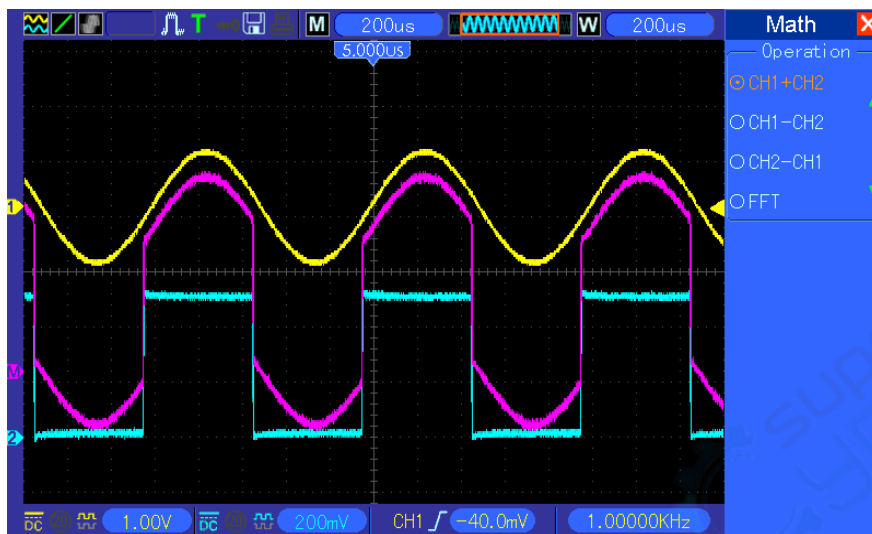 T M 200us W 200us
5.000us
Math
Operation
CH1+CH2
CH1-CH2
CH2-CH1
FFT
1
M
2
DC 1.00V DC 200mV CH1 -40.0mV 1.00000KHz